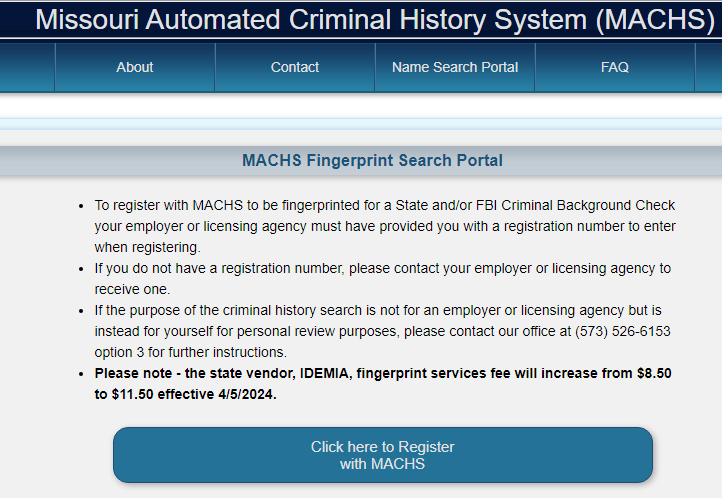 Missouri Automated Criminal History System (MACHS)
About
Contact
Name Search Portal
FAQ
MACHS Fingerprint Search Portal
• To register with MACHS to be fingerprinted for a State and/or FBI Criminal Background Check
your employer or licensing agency must have provided you with a registration number to enter
when registering.
• If you do not have a registration number, please contact your employer or licensing agency to
receive one.
• If the purpose of the criminal history search is not for an employer or licensing agency but is
instead for yourself for personal review purposes, please contact our office at (573) 526-6153
option 3 for further instructions.
• Please note - the state vendor, IDEMIA, fingerprint services fee will increase from $8.50
to $11.50 effective 4/5/2024.
Click here to Register
with MACHS